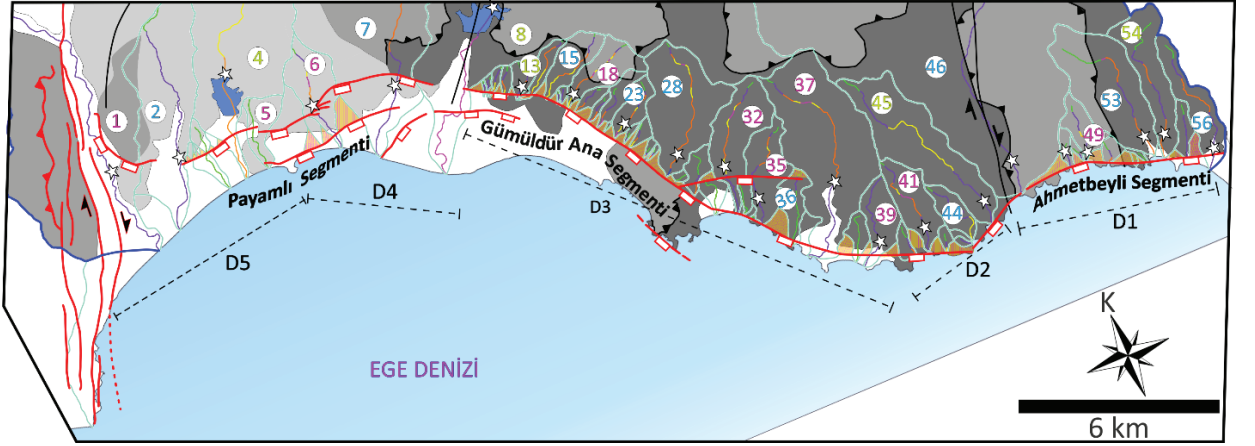 1
2
4
5
6
7
8
13
15
18
23
28
32
35
36
37
39
41
44
45
46
49
53
54
56
Payamlı Segmenti
Gümüldür Ana Segmenti
Ahmetbeyli Segmenti
D5
D4
D3
D2
D1
EGE DENİZİ
K
6 km